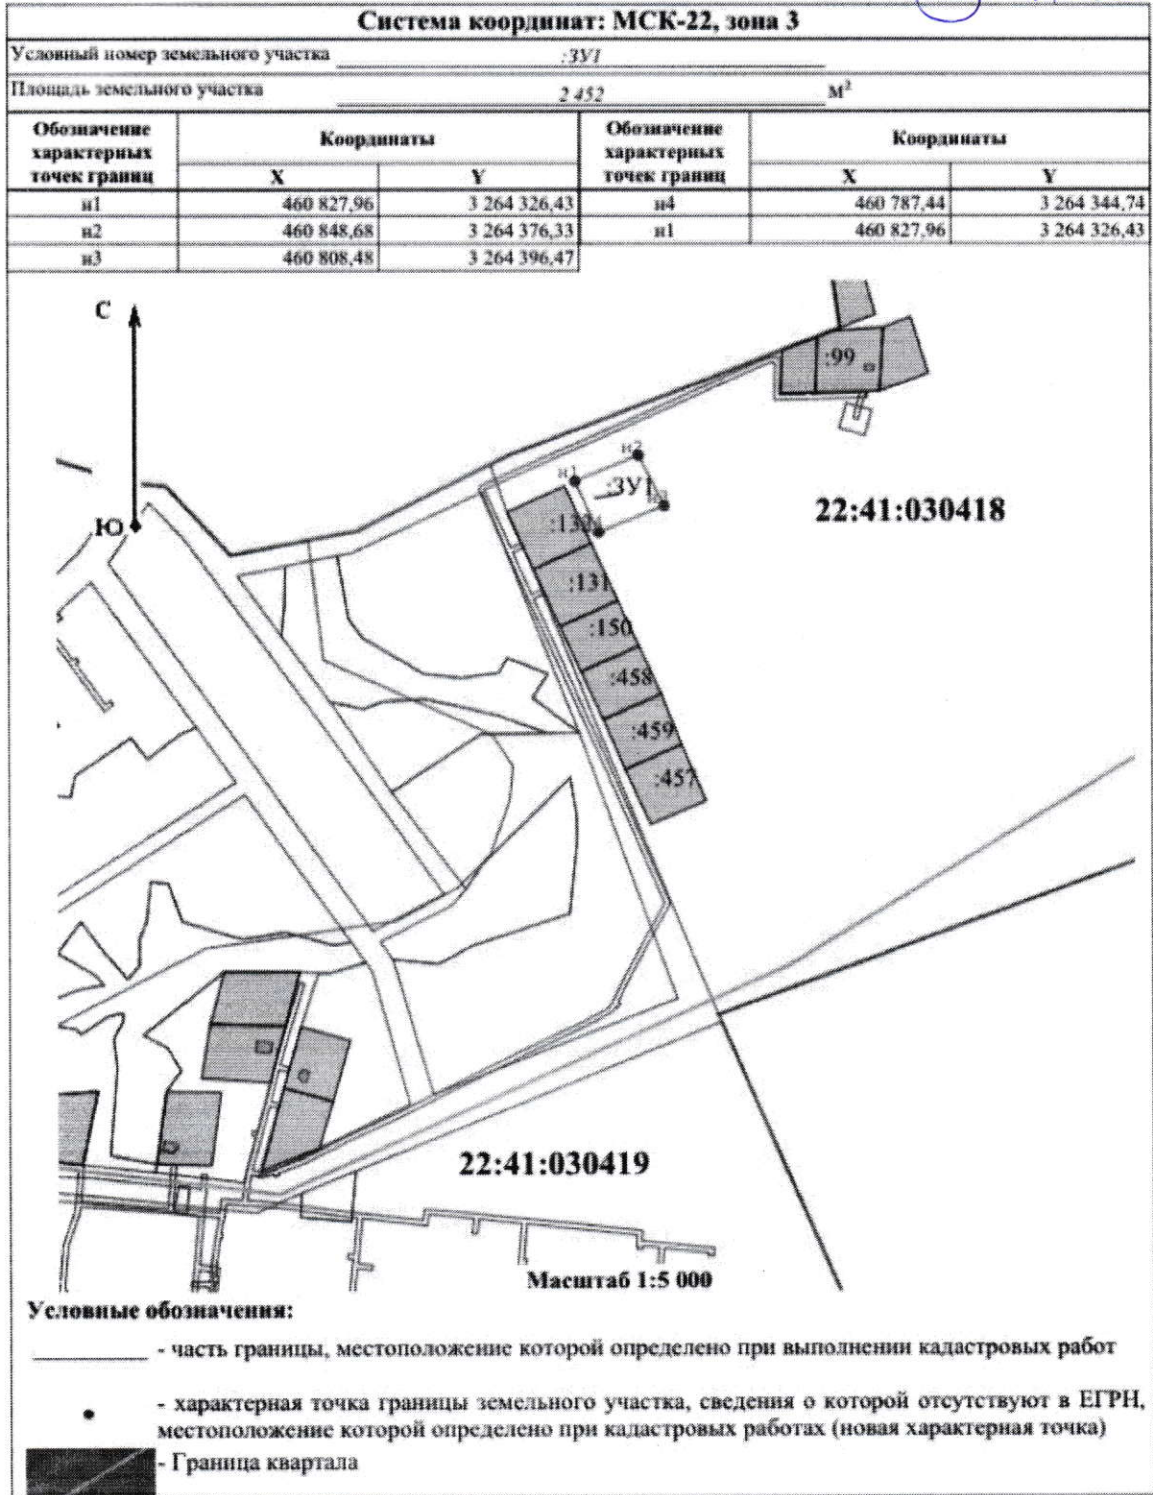 Система координат: МСК-22, зона 3
Условный номер земельного участка :ЗУ1
Площадь земельного участка 2 452 м²
Обозначение характерных точек границ Координаты Обозначение характерных точек границ Координаты
X Y X Y
н1 460 827,96 3 264 326,43 н4 460 787,44 3 264 344,74
н2 460 848,68 3 264 376,33 н1 460 827,96 3 264 326,43
н3 460 808,48 3 264 396,47
С
:99
н2
н1
:ЗУ1
22:41:030418
Ю
:131
:150
:458
:459
:457
22:41:030419
Масштаб 1:5 000
Условные обозначения:
- часть границы, местоположение которой определено при выполнении кадастровых работ
- характерная точка границы земельного участка, сведения о которой отсутствуют в ЕГРН,
местоположение которой определено при кадастровых работах (новая характерная точка)
- Граница квартала